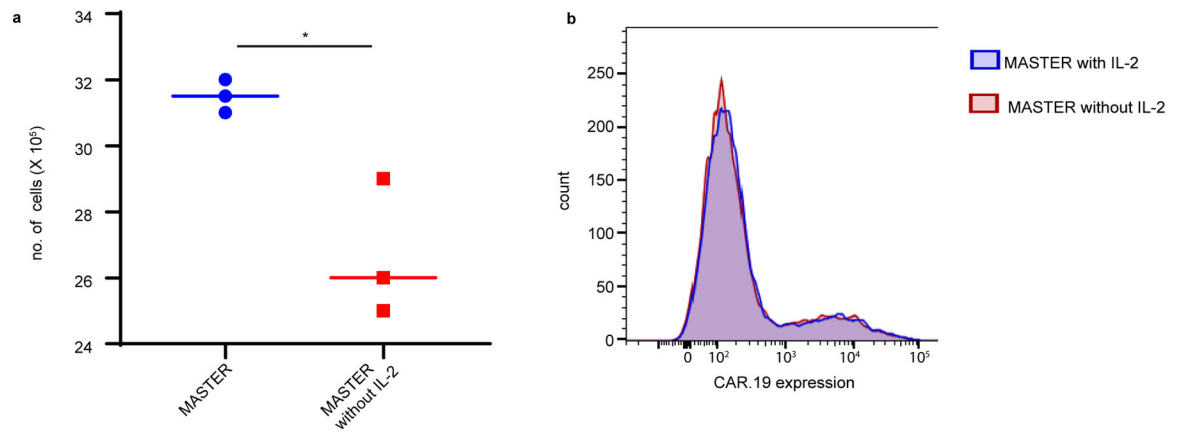 a
no. of cells (X 10⁵)
34
32
30
28
26
24
*
MASTER
MASTER
without IL-2
b
count
250
200
150
100
50
0
0 10² 10³ 10⁴ 10⁵
CAR.19 expression
MASTER with IL-2
MASTER without IL-2